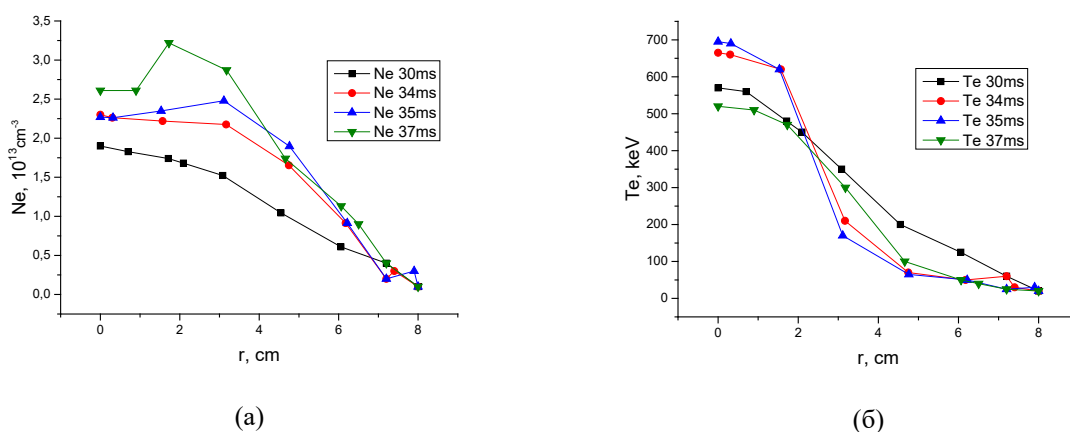 3,5
3,0
2,5
2,0
1,5
1,0
0,5
0,0
Ne, 10¹³cm⁻³
Ne 30ms
Ne 34ms
Ne 35ms
Ne 37ms
0 2 4 6 8
r, cm
(а)
700
600
500
400
300
200
100
0
Te, keV
Te 30ms
Te 34ms
Te 35ms
Te 37ms
0 2 4 6 8
r, cm
(б)